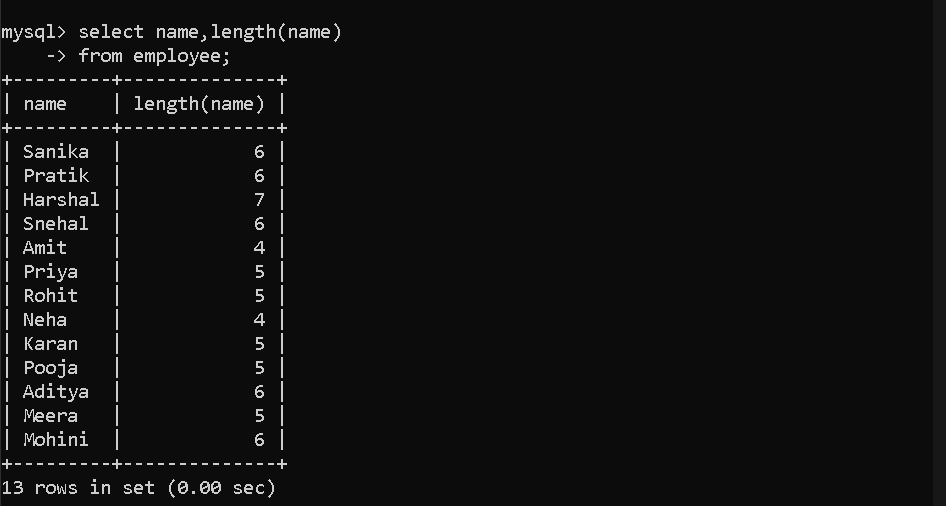 mysql> select name,length(name)
    -> from employee;
+---------+--------------+
| name    | length(name) |
+---------+--------------+
| Sanika  |            6 |
| Pratik  |            6 |
| Harshal |            7 |
| Snehal  |            6 |
| Amit    |            4 |
| Priya   |            5 |
| Rohit   |            5 |
| Neha    |            4 |
| Karan   |            5 |
| Pooja   |            5 |
| Aditya  |            6 |
| Meera   |            5 |
| Mohini  |            6 |
+---------+--------------+
13 rows in set (0.00 sec)